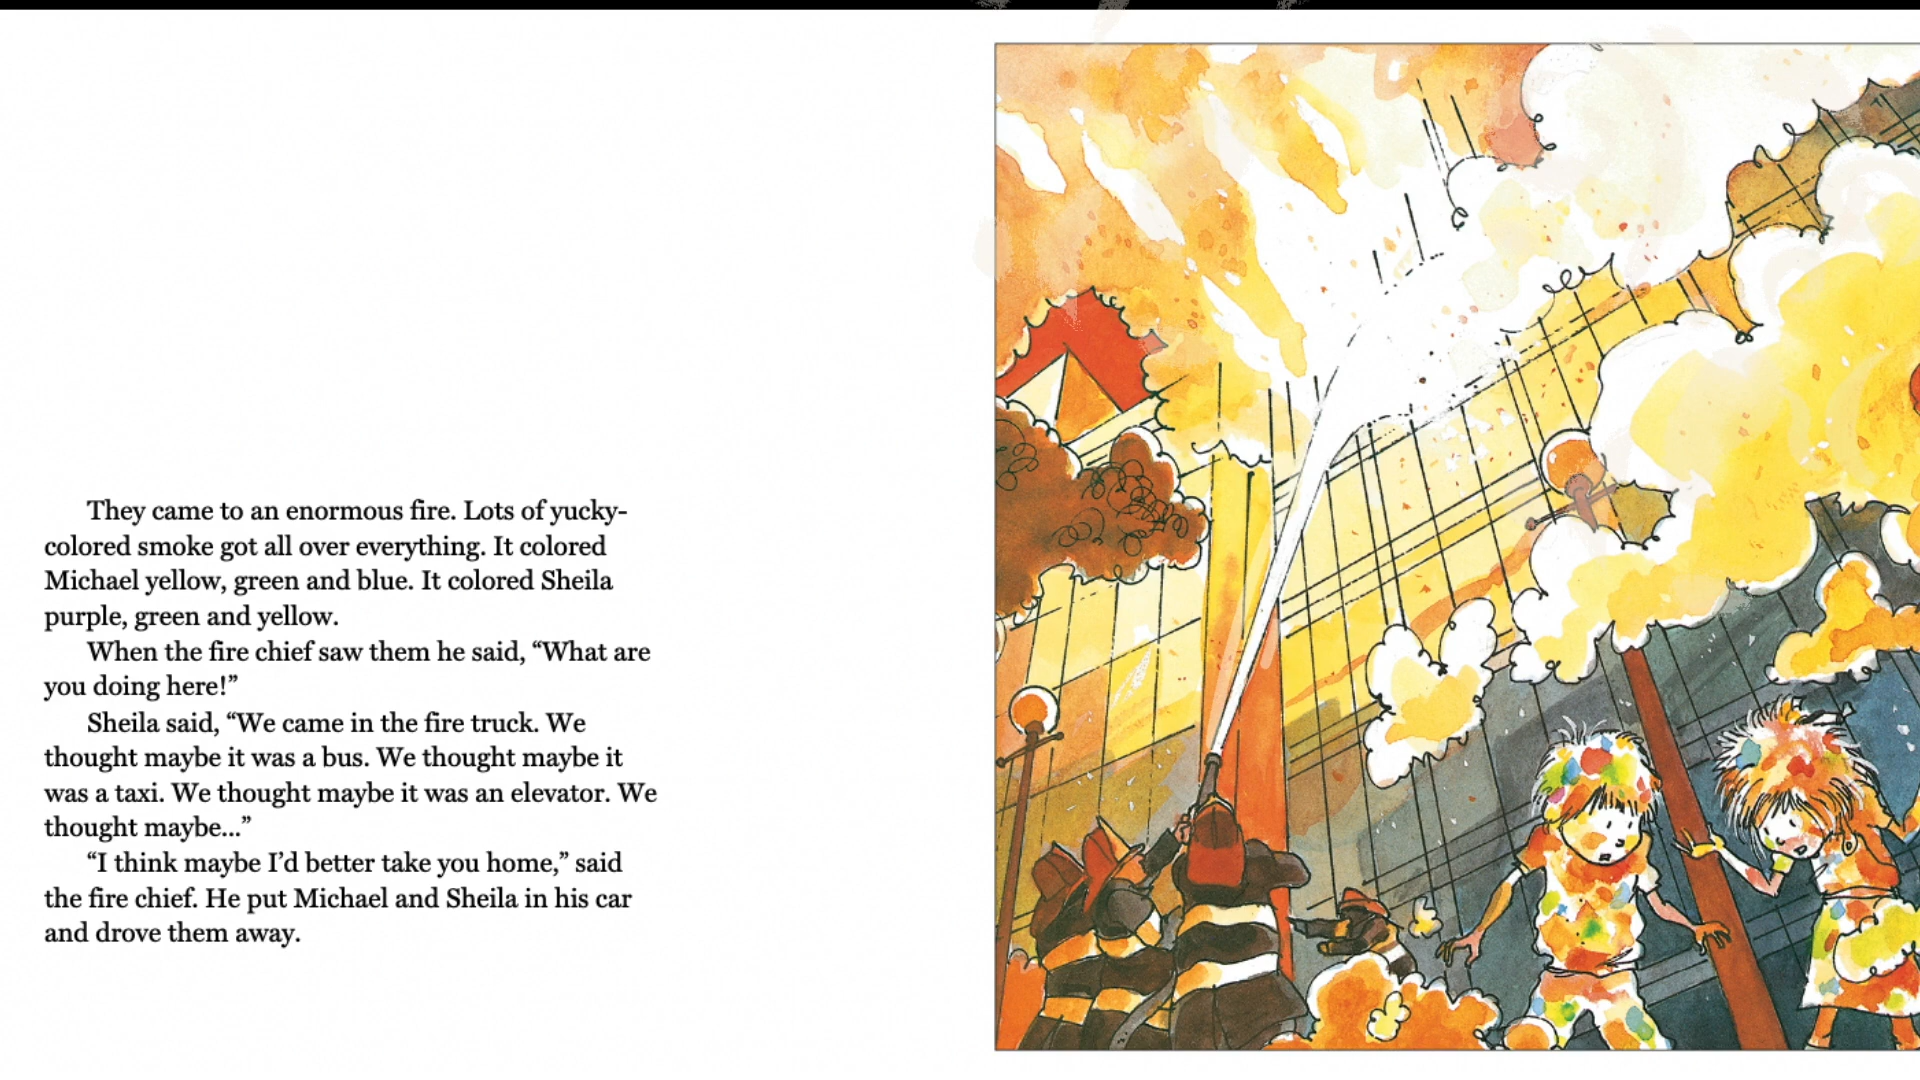 They came to an enormous fire. Lots of yucky-
colored smoke got all over everything. It colored
Michael yellow, green and blue. It colored Sheila
purple, green and yellow.
When the fire chief saw them he said, “What are
you doing here!”
Sheila said, “We came in the fire truck. We
thought maybe it was a bus. We thought maybe it
was a taxi. We thought maybe it was an elevator. We
thought maybe...”
“I think maybe I’d better take you home,” said
the fire chief. He put Michael and Sheila in his car
and drove them away.